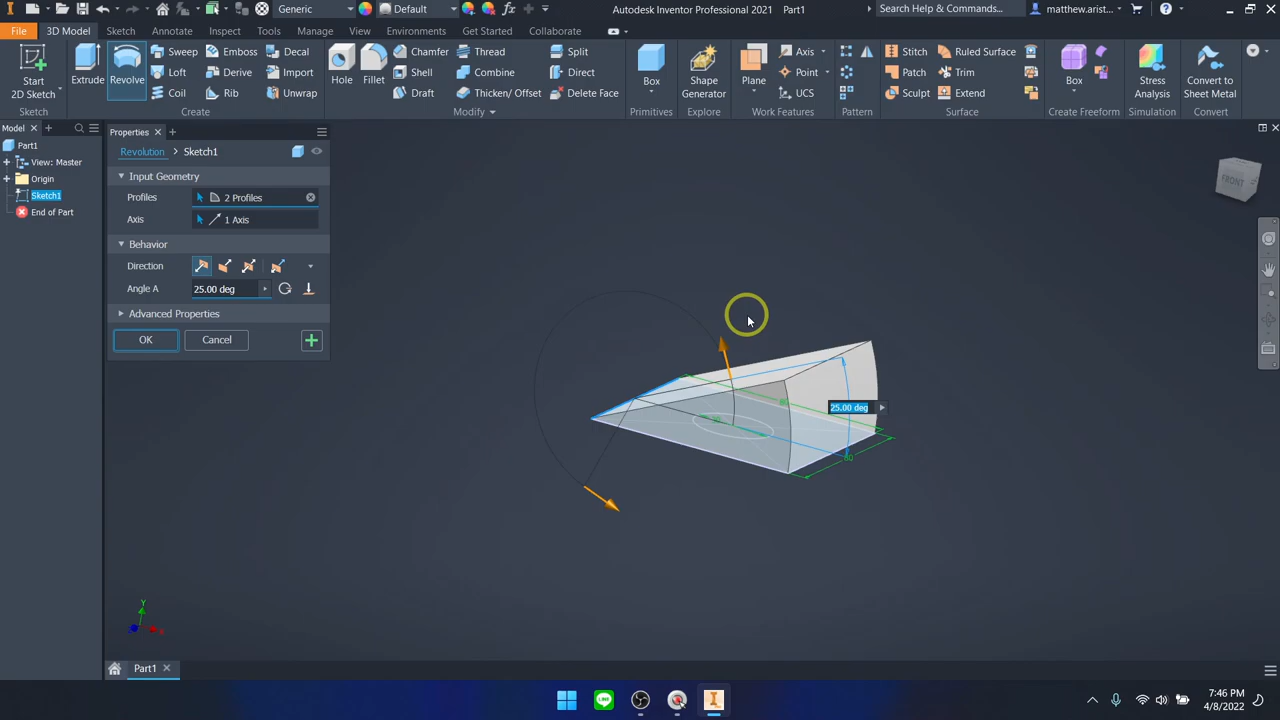 Generic
Default
Autodesk Inventor Professional 2021 Part1
Search Help & Commands...
matthew.arist...
File
3D Model
Sketch
Annotate
Inspect
Tools
Manage
View
Environments
Get Started
Collaborate
Start
2D Sketch
Sketch
Extrude
Revolve
Sweep
Loft
Coil
Emboss
Derive
Rib
Decal
Import
Unwrap
Create
Hole
Fillet
Chamfer
Shell
Draft
Thread
Combine
Thicken/ Offset
Split
Direct
Delete Face
Modify
Box
Primitives
Shape
Generator
Explore
Plane
Axis
Point
UCS
Work Features
Pattern
Stitch
Patch
Sculpt
Ruled Surface
Trim
Extend
Surface
Box
Create Freeform
Stress
Analysis
Simulation
Convert to
Sheet Metal
Convert
Model
Part1
View: Master
Origin
Sketch1
End of Part
Properties
Revolution > Sketch1
Input Geometry
Profiles
2 Profiles
Axis
1 Axis
Behavior
Direction
Angle A
25.00 deg
Advanced Properties
OK
Cancel
FRONT
25.00 deg
60
Y
X
Part1
7:46 PM
4/8/2022